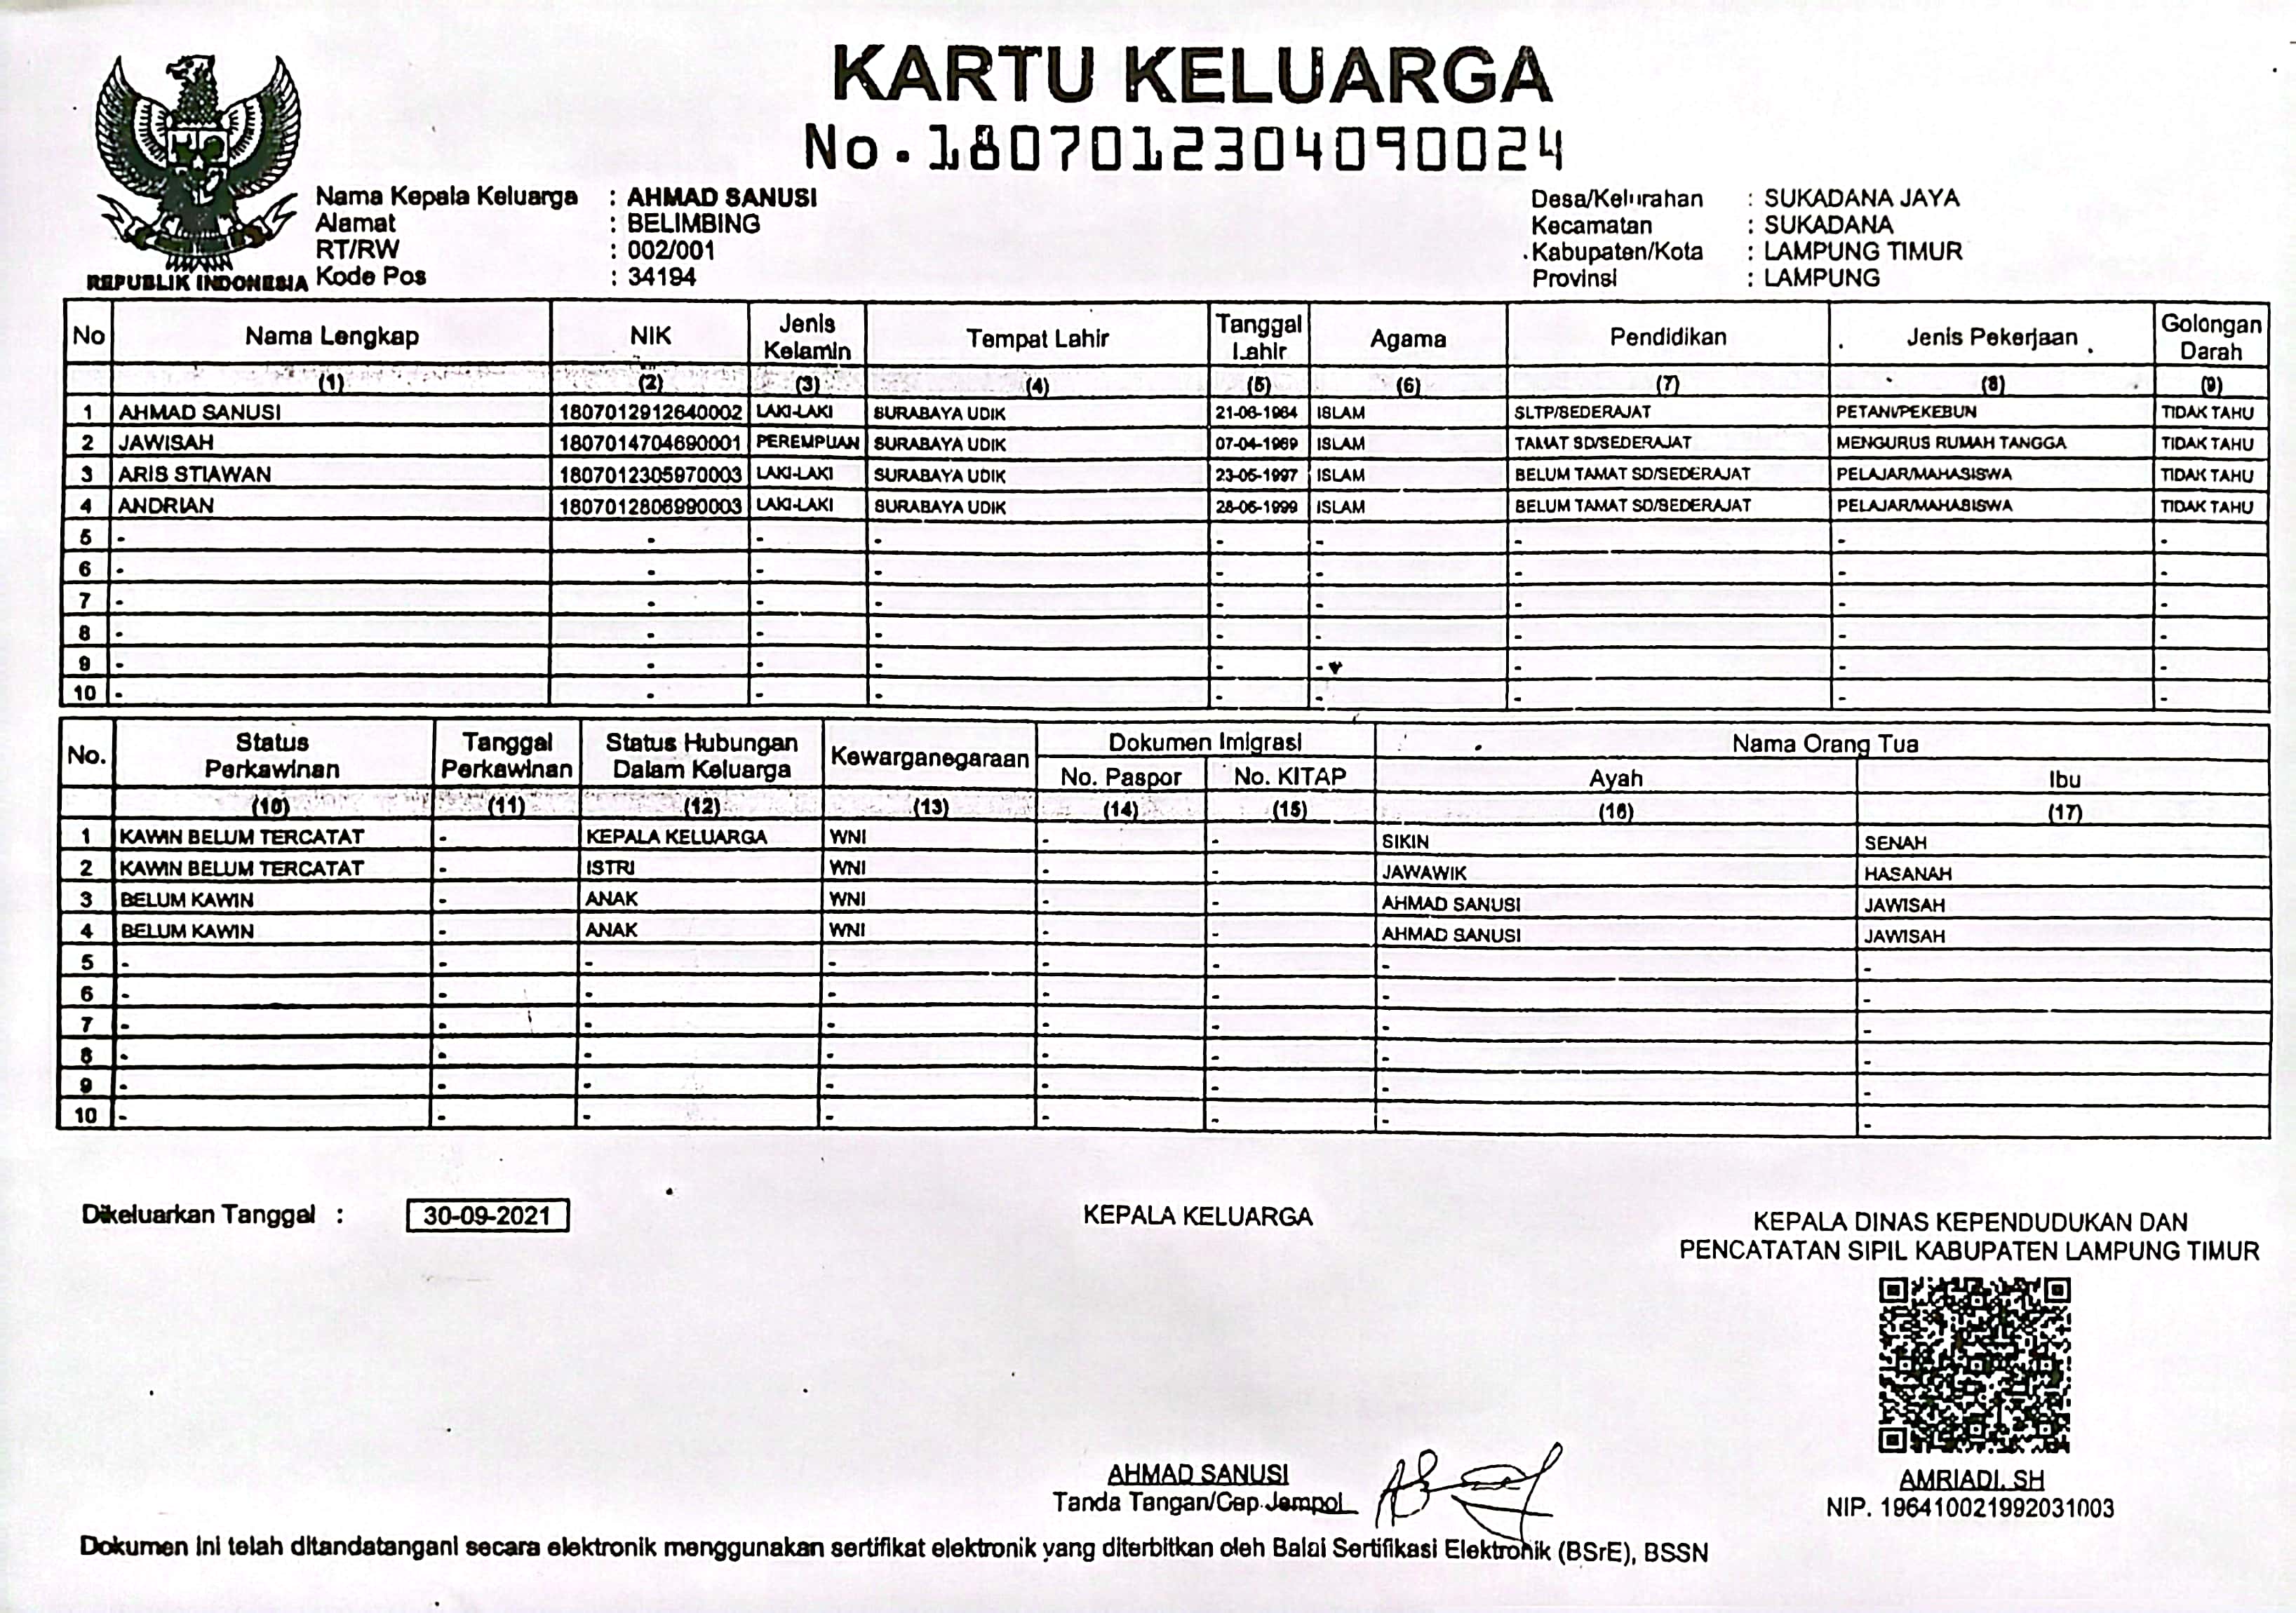 KARTU KELUARGA
No.1807012304090024
REPUBLIK INDONESIA
Nama Kepala Keluarga : AHMAD SANUSI
Alamat : BELIMBING
RT/RW : 002/001
Kode Pos : 34194
Desa/Kelurahan : SUKADANA JAYA
Kecamatan : SUKADANA
Kabupaten/Kota : LAMPUNG TIMUR
Provinsi : LAMPUNG
No Nama Lengkap NIK Jenis Kelamin Tempat Lahir Tanggal Lahir Agama Pendidikan Jenis Pekerjaan Golongan Darah
(1) (2) (3) (4) (5) (6) (7) (8) (9)
1 AHMAD SANUSI 1807012912640002 LAKI-LAKI SURABAYA UDIK 21-06-1964 ISLAM SLTP/SEDERAJAT PETANI/PEKEBUN TIDAK TAHU
2 JAWISAH 1807014704690001 PEREMPUAN SURABAYA UDIK 07-04-1969 ISLAM TAMAT SD/SEDERAJAT MENGURUS RUMAH TANGGA TIDAK TAHU
3 ARIS STIAWAN 1807012305970003 LAKI-LAKI SURABAYA UDIK 23-05-1997 ISLAM BELUM TAMAT SD/SEDERAJAT PELAJAR/MAHASISWA TIDAK TAHU
4 ANDRIAN 1807012806990003 LAKI-LAKI SURABAYA UDIK 28-06-1999 ISLAM BELUM TAMAT SD/SEDERAJAT PELAJAR/MAHASISWA TIDAK TAHU
5 - - - - - - - - -
6 - - - - - - - - -
7 - - - - - - - - -
8 - - - - - - - - -
9 - - - - - - - - -
10 - - - - - - - - -
No. Status Perkawinan Tanggal Perkawinan Status Hubungan Dalam Keluarga Kewarganegaraan Dokumen Imigrasi Nama Orang Tua
No. Paspor No. KITAP Ayah Ibu
(10) (11) (12) (13) (14) (15) (16) (17)
1 KAWIN BELUM TERCATAT - KEPALA KELUARGA WNI - - SIKIN SENAH
2 KAWIN BELUM TERCATAT - ISTRI WNI - - JAWAWIK HASANAH
3 BELUM KAWIN - ANAK WNI - - AHMAD SANUSI JAWISAH
4 BELUM KAWIN - ANAK WNI - - AHMAD SANUSI JAWISAH
5 - - - - - - - -
6 - - - - - - - -
7 - - - - - - - -
8 - - - - - - - -
9 - - - - - - - -
10 - - - - - - - -
Dikeluarkan Tanggal : 30-09-2021
KEPALA KELUARGA
KEPALA DINAS KEPENDUDUKAN DAN
PENCATATAN SIPIL KABUPATEN LAMPUNG TIMUR
AHMAD SANUSI
Tanda Tangan/Cap Jempol
AMRIADI, SH
NIP. 196410021992031003
Dokumen ini telah ditandatangani secara elektronik menggunakan sertifikat elektronik yang diterbitkan oleh Balai Sertifikasi Elektronik (BSrE), BSSN